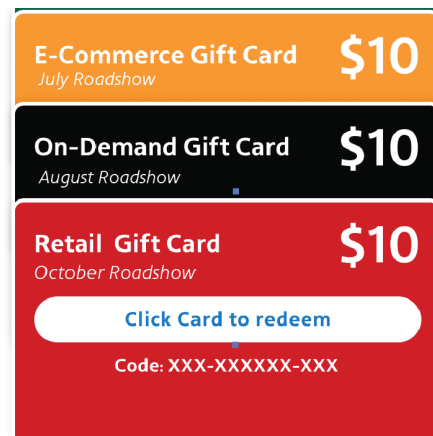 E-Commerce Gift Card $10
July Roadshow
On-Demand Gift Card $10
August Roadshow
Retail Gift Card $10
October Roadshow
Click Card to redeem
Code: XXX-XXXXXX-XXX